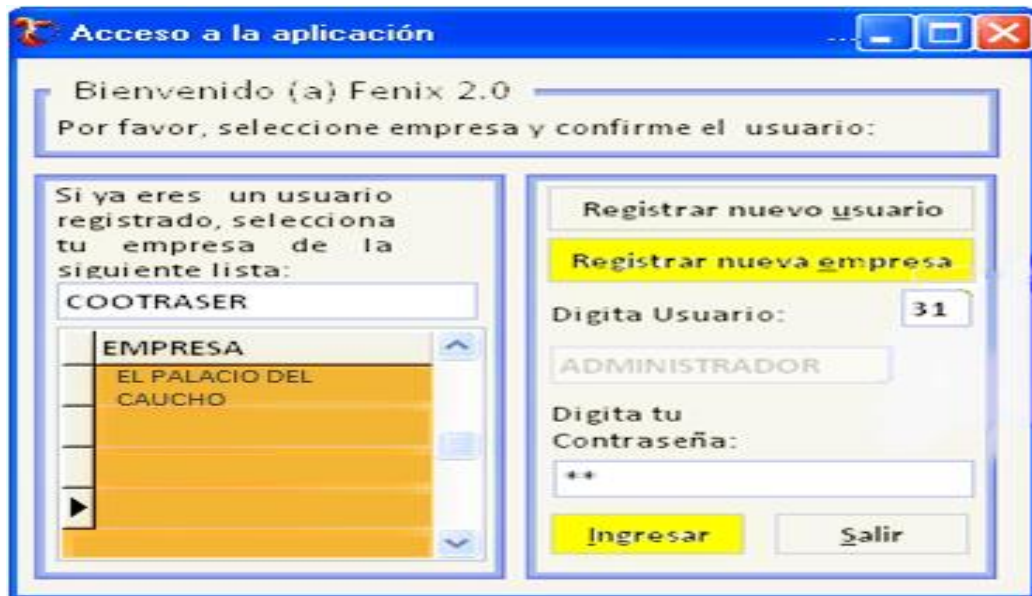 Acceso a la aplicación
...
Bienvenido (a) Fenix 2.0
Por favor, seleccione empresa y confirme el usuario:
Si ya eres un usuario
registrado, selecciona
tu empresa de la
siguiente lista:
COOTRASER
EMPRESA
EL PALACIO DEL
CAUCHO
Registrar nuevo usuario
Registrar nueva empresa
Digita Usuario:
31
ADMINISTRADOR
Digita tu
Contraseña:
**
Ingresar
Salir